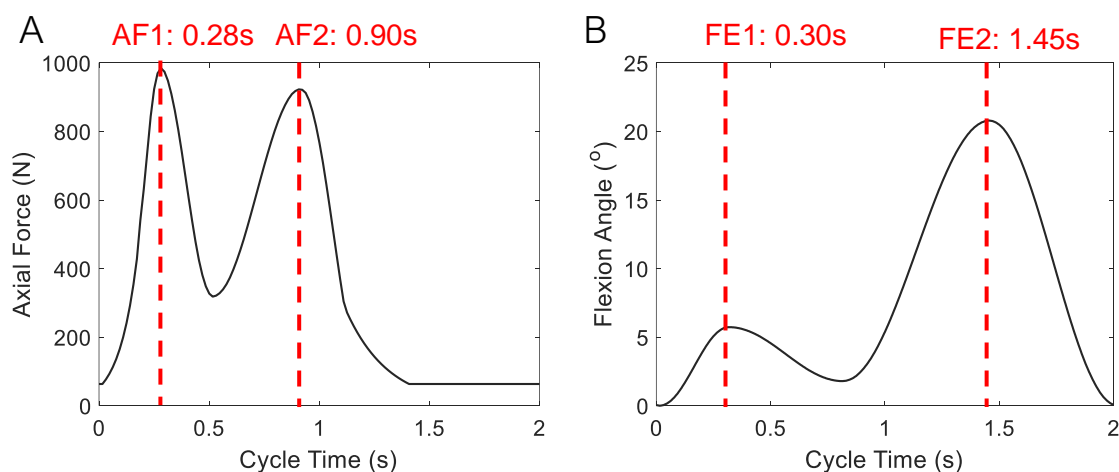 A
AF1: 0.28s AF2: 0.90s
1000
800
600
400
200
0
Axial Force (N)
0 0.5 1 1.5 2
Cycle Time (s)
B
FE1: 0.30s FE2: 1.45s
25
20
15
10
5
0
Flexion Angle (°)
0 0.5 1 1.5 2
Cycle Time (s)